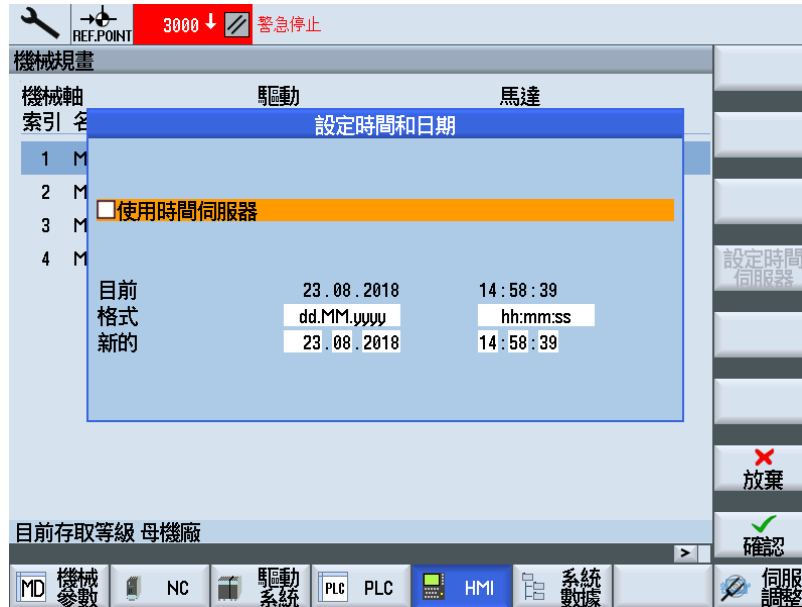 REF.POINT
3000 警急停止
機械規畫
機械軸 驅動 馬達
索引 名
設定時間和日期
1 M
2 M
3 M
4 M
使用時間伺服器
設定時間
伺服器
目前 23.08.2018 14:58:39
格式 dd.MM.yyyy hh:mm:ss
新的 23.08.2018 14:58:39
放棄
目前存取等級 母機廠
確認
>
MD 機械
參數
NC
驅動
系統
PLC PLC
HMI
系統
數據
伺服
調整